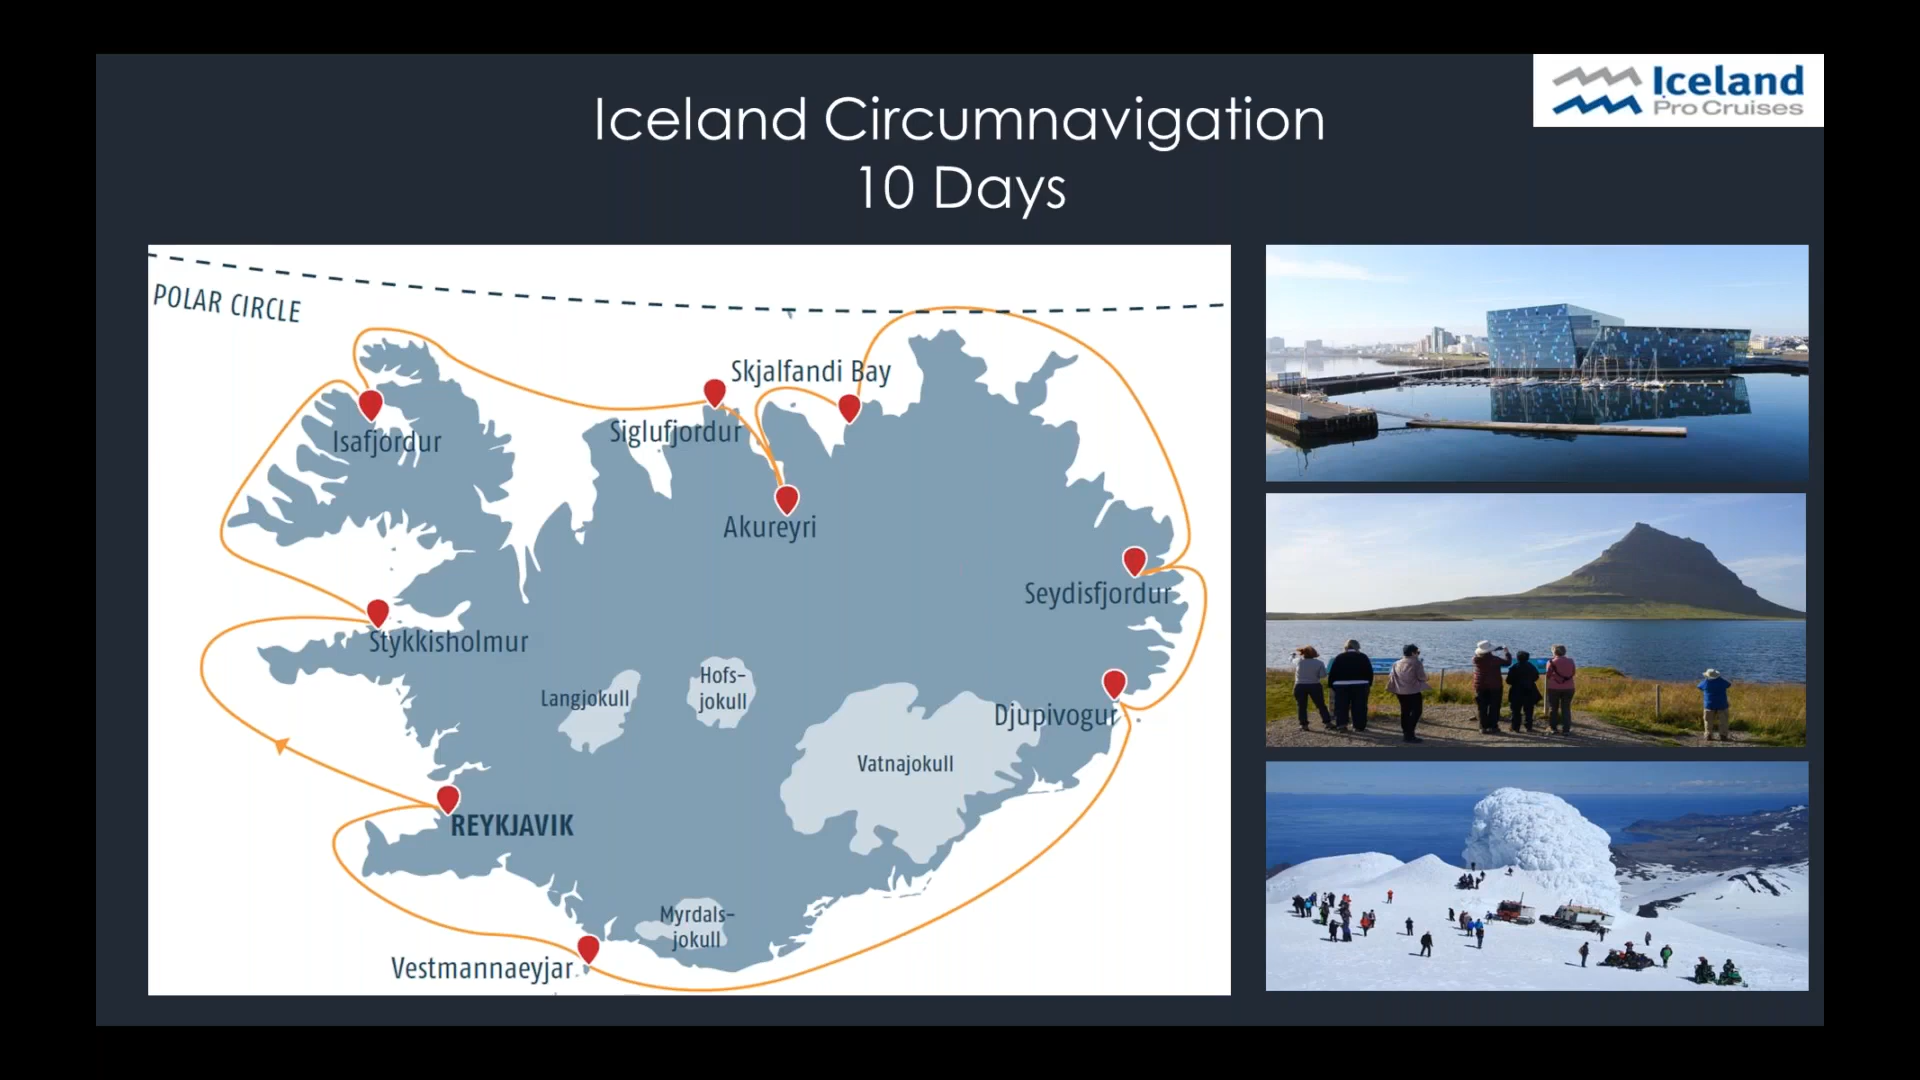 Iceland
Pro Cruises
Iceland Circumnavigation
10 Days
POLAR CIRCLE
Skjalfandi Bay
Siglufjordur
Isafjordur
Akureyri
Seydisfjordur
Stykkisholmur
Hofs-
jokull
Langjokull
Djupivogur
Vatnajokull
REYKJAVIK
Myrdals-
jokull
Vestmannaeyjar